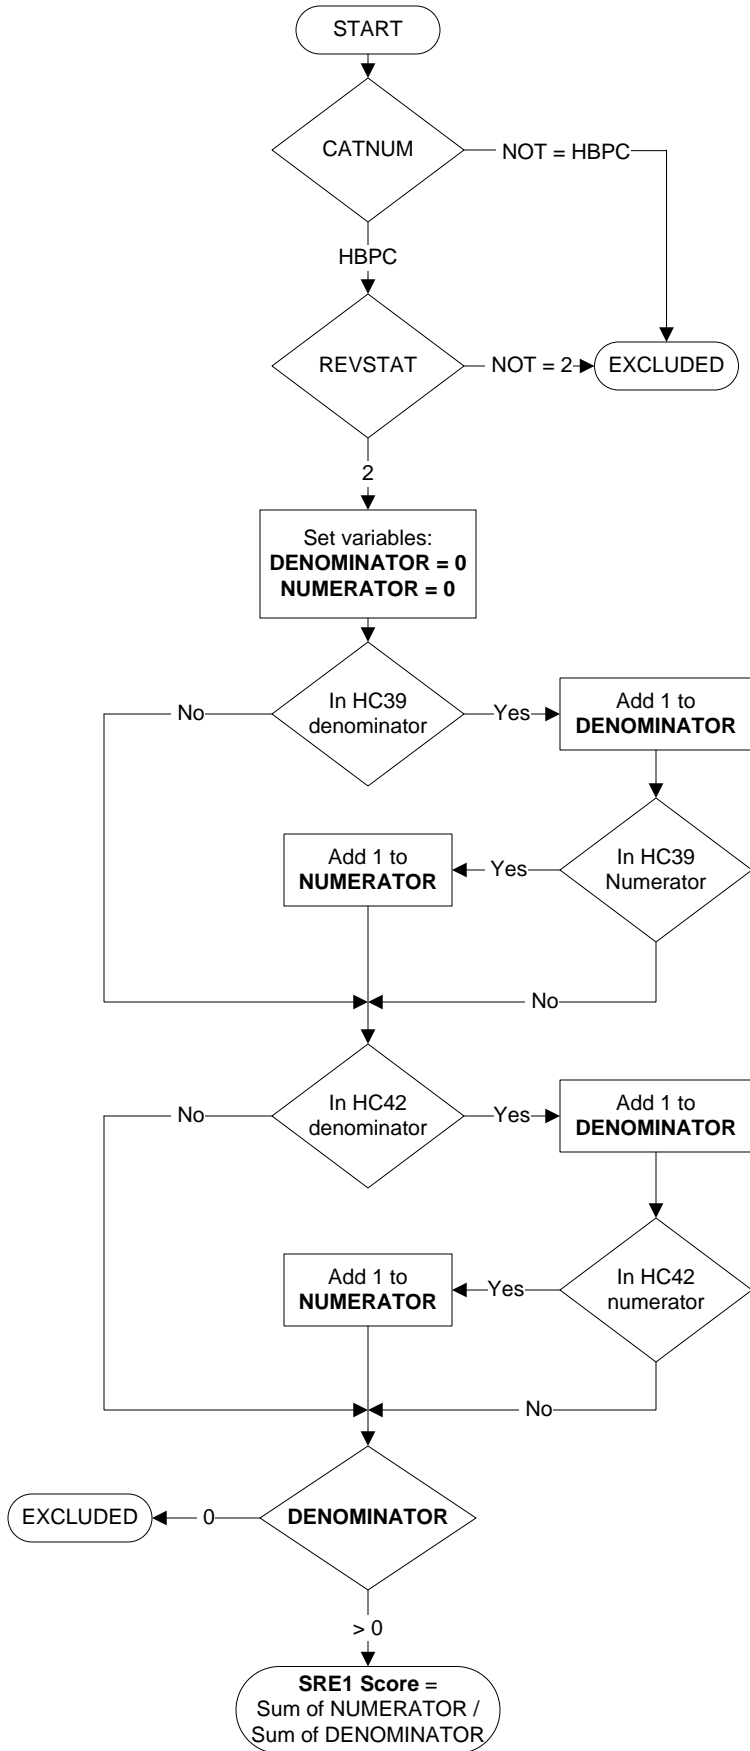 START
CATNUM
NOT = HBPC
HBPC
REVSTAT
NOT = 2
EXCLUDED
2
Set variables:
DENOMINATOR = 0
NUMERATOR = 0
In HC39
denominator
No
Yes
Add 1 to
DENOMINATOR
In HC39
Numerator
Yes
Add 1 to
NUMERATOR
No
In HC42
denominator
No
Yes
Add 1 to
DENOMINATOR
In HC42
numerator
Yes
Add 1 to
NUMERATOR
No
DENOMINATOR
0
EXCLUDED
> 0
SRE1 Score =
Sum of NUMERATOR /
Sum of DENOMINATOR